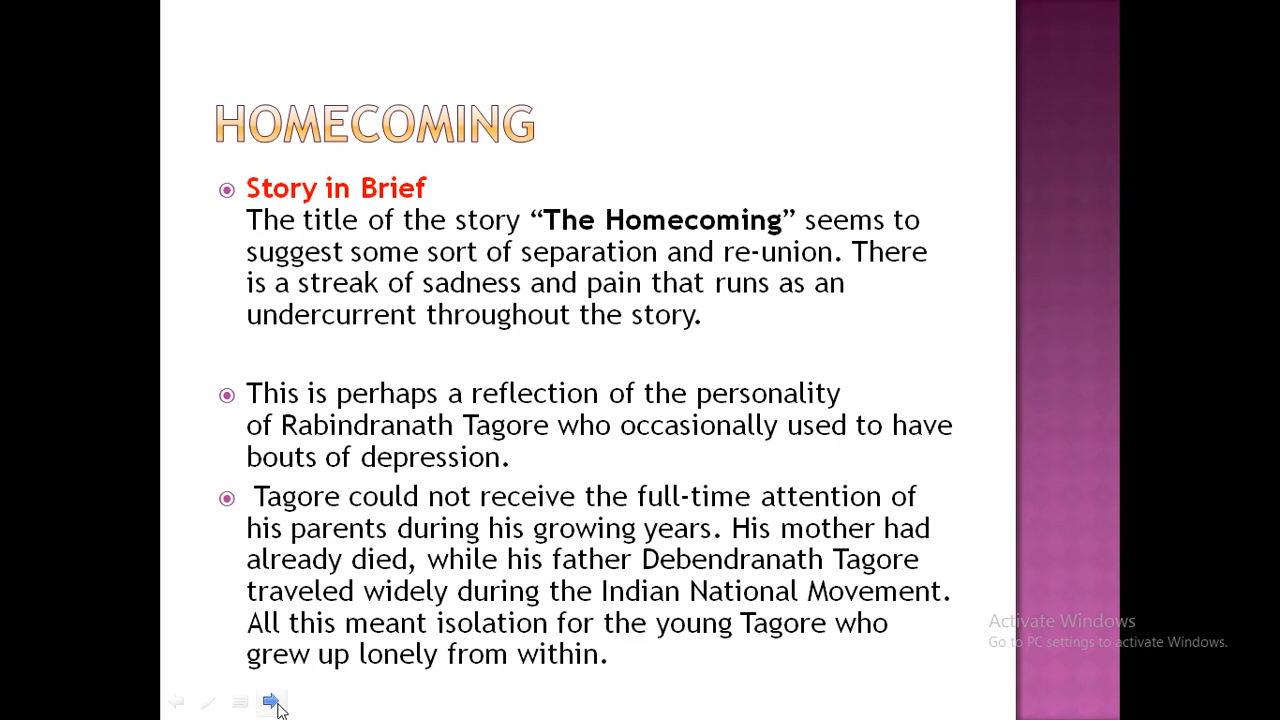 HOMECOMING
Story in Brief
The title of the story “The Homecoming” seems to
suggest some sort of separation and re-union. There
is a streak of sadness and pain that runs as an
undercurrent throughout the story.
This is perhaps a reflection of the personality
of Rabindranath Tagore who occasionally used to have
bouts of depression.
Tagore could not receive the full-time attention of
his parents during his growing years. His mother had
already died, while his father Debendranath Tagore
traveled widely during the Indian National Movement.
All this meant isolation for the young Tagore who
grew up lonely from within.
Activate Windows
Go to PC settings to activate Windows.